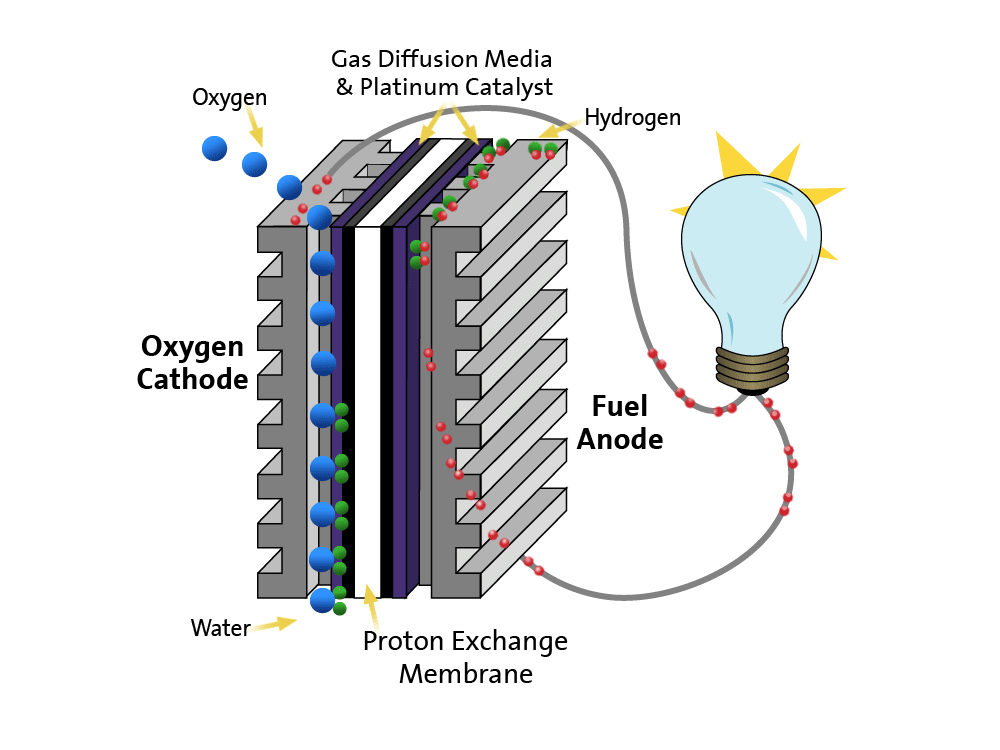 Gas Diffusion Media
& Platinum Catalyst
Oxygen
Hydrogen
Oxygen
Cathode
Fuel
Anode
Water
Proton Exchange
Membrane